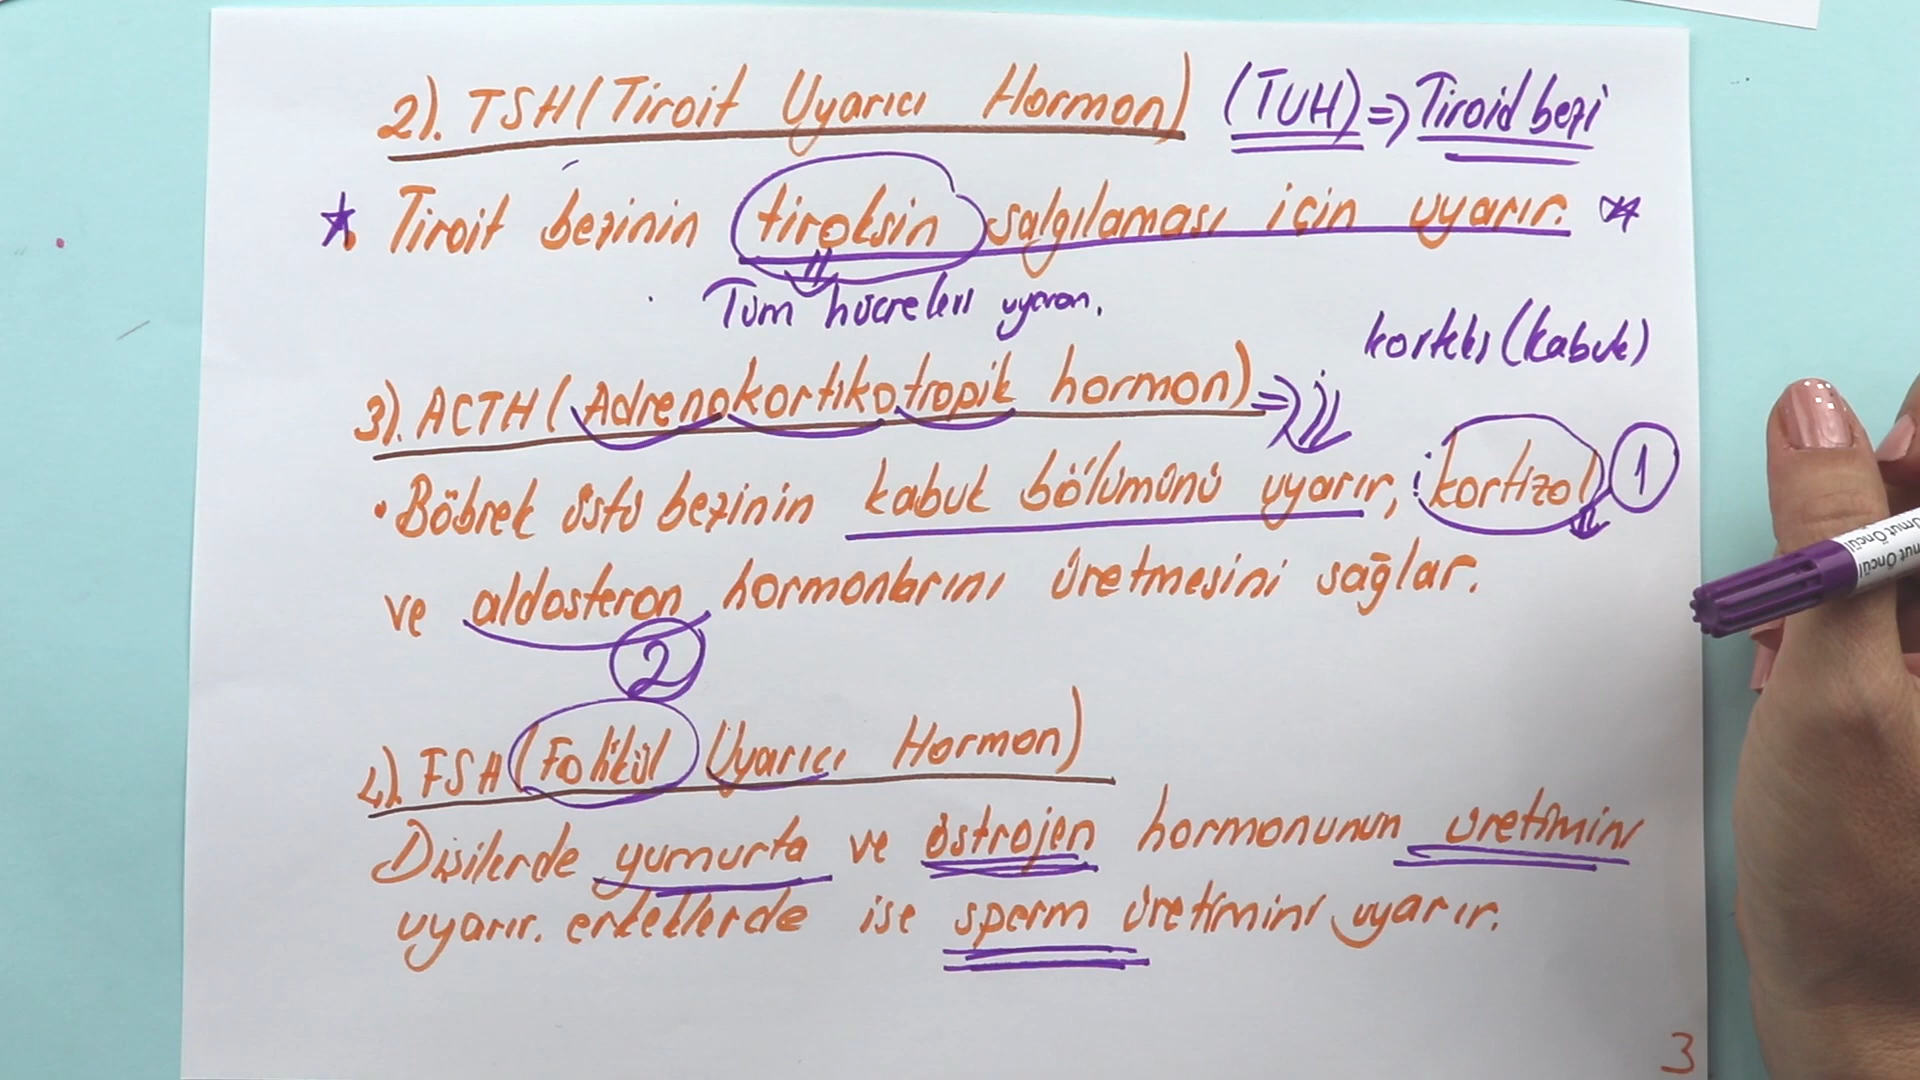 2). TSH (Tiroit Uyarıcı Hormon) (TUH) => Tiroid bezi
Tiroit bezinin tiroksin salgılaması için uyarır.
Tüm hücreleri uyaran.
korteks (kabuk)
3). ACTH (Adrenokortikotropik hormon) =>
• Böbrek üstü bezinin kabuk bölümünü uyarır, kortizol 1
ve aldosteron hormonlarını üretmesini sağlar.
2
4). FSH (Folikül Uyarıcı Hormon)
Dişilerde yumurta ve östrojen hormonunun üretimini
uyarır. erkeklerde ise sperm üretimini uyarır.
3